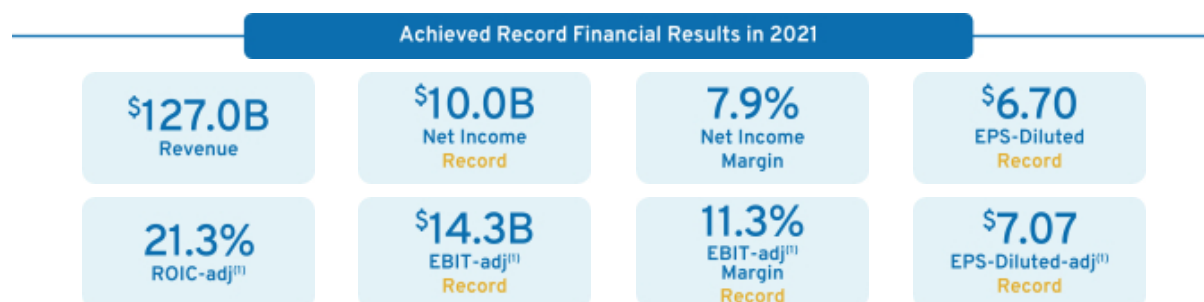 Achieved Record Financial Results in 2021
$127.0B
Revenue
$10.0B
Net Income
Record
7.9%
Net Income
Margin
$6.70
EPS-Diluted
Record
21.3%
ROIC-adj(1)
$14.3B
EBIT-adj(1)
Record
11.3%
EBIT-adj(1)
Margin
Record
$7.07
EPS-Diluted-adj(1)
Record